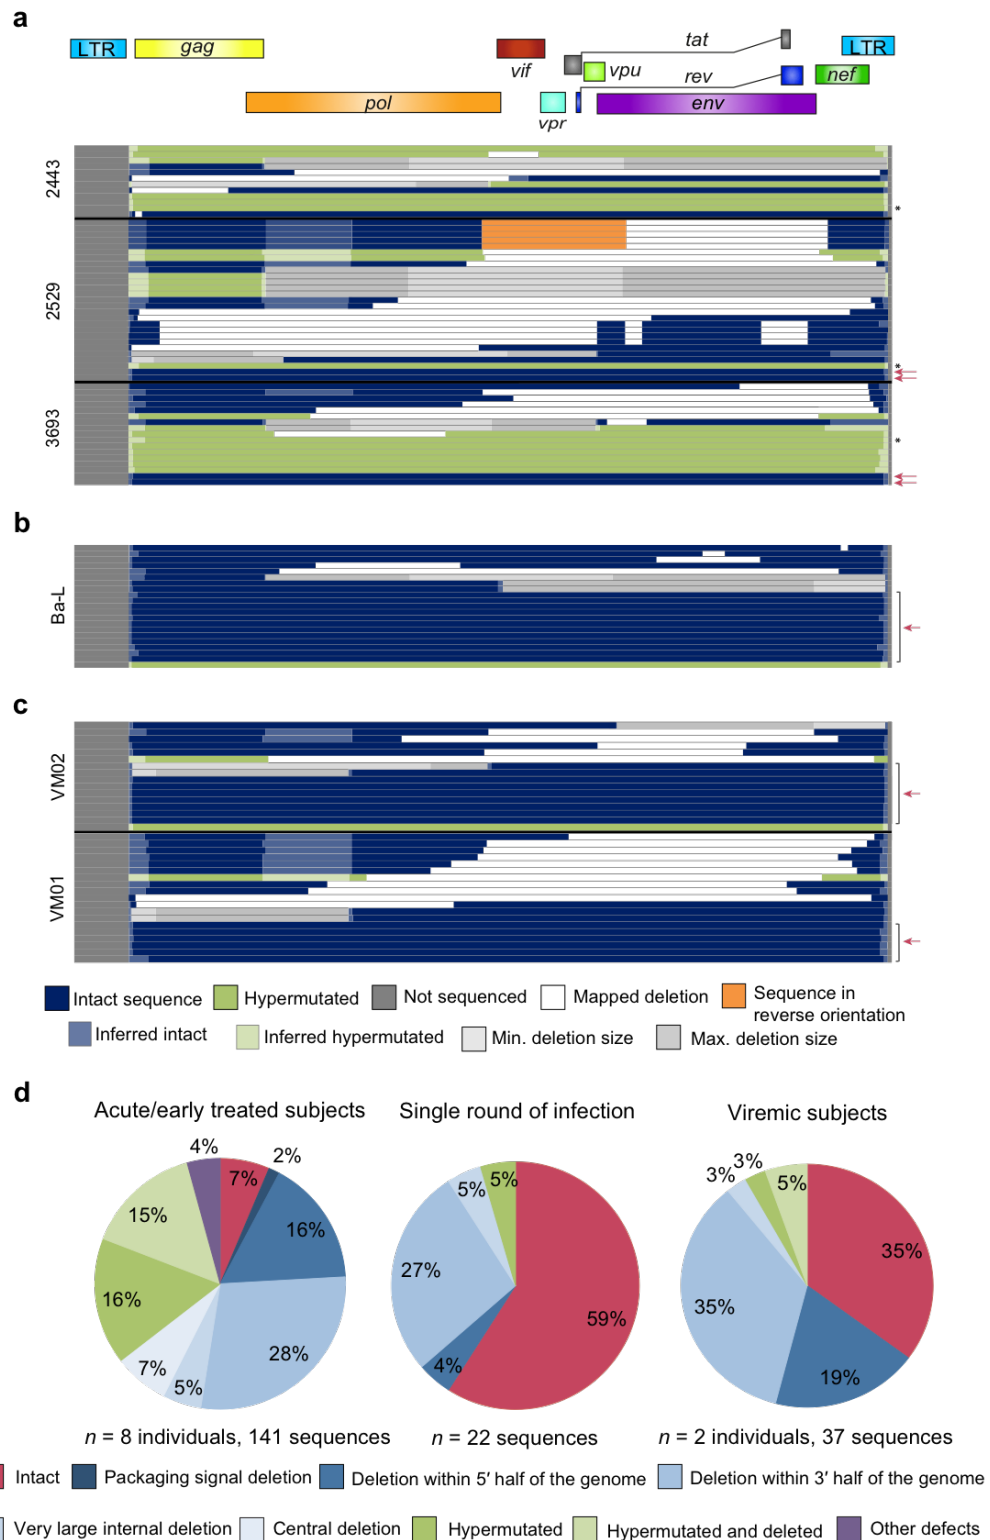 a
LTR
gag
pol
vif
vpr
vpu
tat
rev
env
nef
LTR
2443
*
2529
*
3693
*
b
Ba-L
c
VM02
VM01
Intact sequence
Hypermutated
Not sequenced
Mapped deletion
Sequence in
reverse orientation
Inferred intact
Inferred hypermutated
Min. deletion size
Max. deletion size
d
Acute/early treated subjects
4%
2%
7%
16%
28%
5%
7%
16%
15%
n = 8 individuals, 141 sequences
Single round of infection
5%
5%
27%
4%
59%
n = 22 sequences
Viremic subjects
3%
3%
5%
35%
35%
19%
n = 2 individuals, 37 sequences
Intact
Packaging signal deletion
Deletion within 5′ half of the genome
Deletion within 3′ half of the genome
Very large internal deletion
Central deletion
Hypermutated
Hypermutated and deleted
Other defects